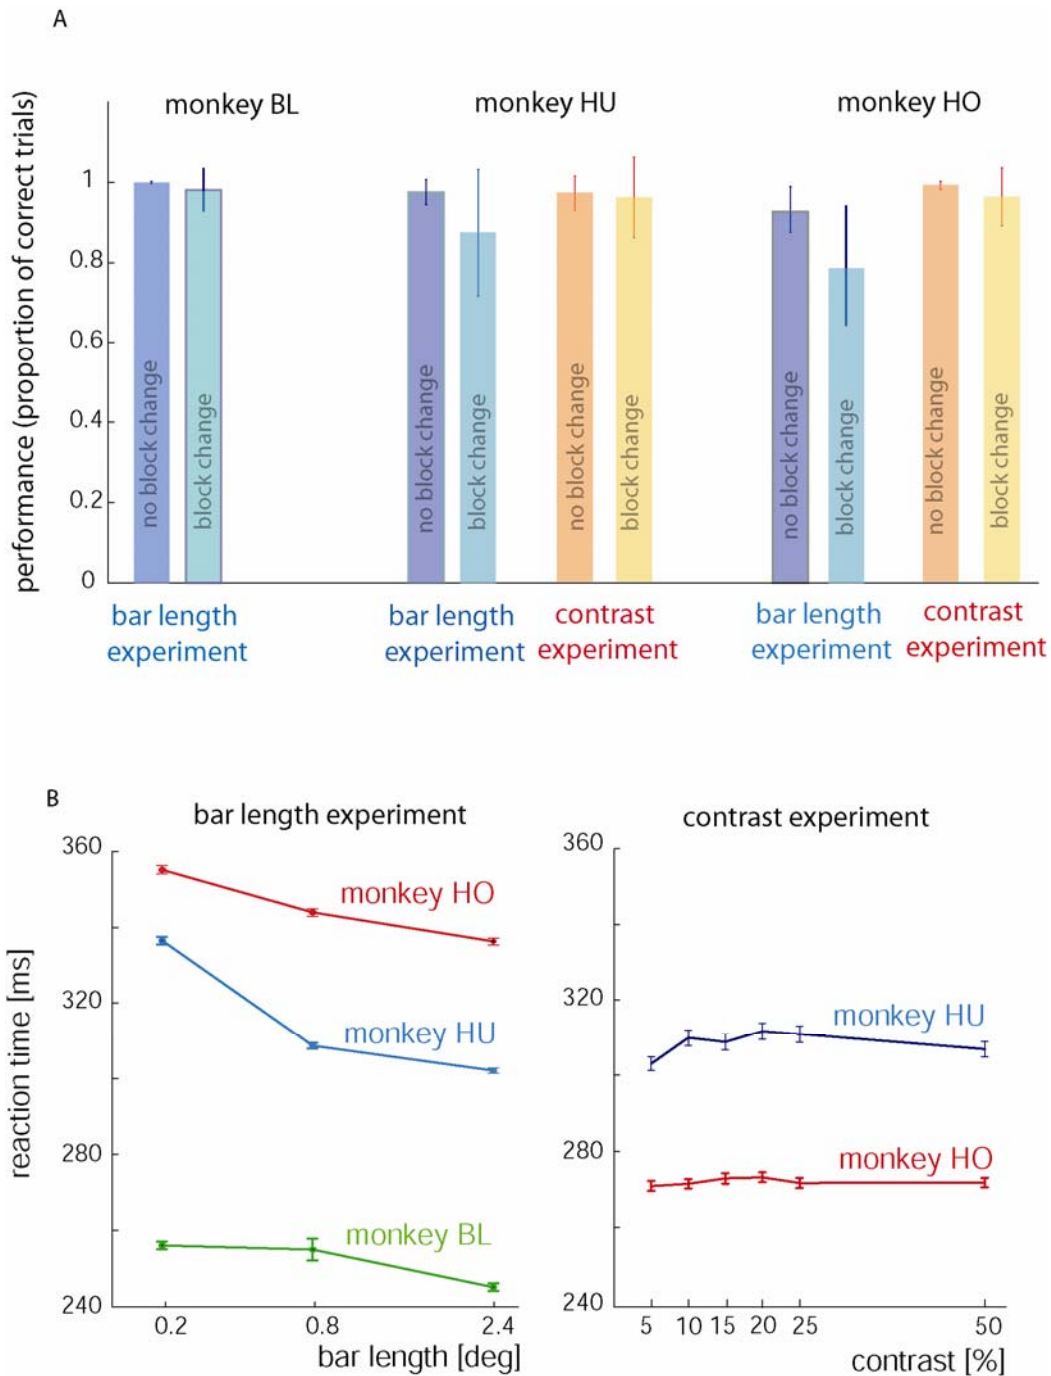 A
monkey BL
monkey HU
monkey HO
performance (proportion of correct trials)
1
0.8
0.6
0.4
0.2
0
no block change
block change
no block change
block change
no block change
block change
no block change
block change
no block change
block change
bar length
experiment
bar length
experiment
contrast
experiment
bar length
experiment
contrast
experiment
B
bar length experiment
reaction time [ms]
360
320
280
240
monkey HO
monkey HU
monkey BL
0.2 0.8 2.4
bar length [deg]
contrast experiment
360
320
280
240
monkey HU
monkey HO
5 10 15 20 25 50
contrast [%]